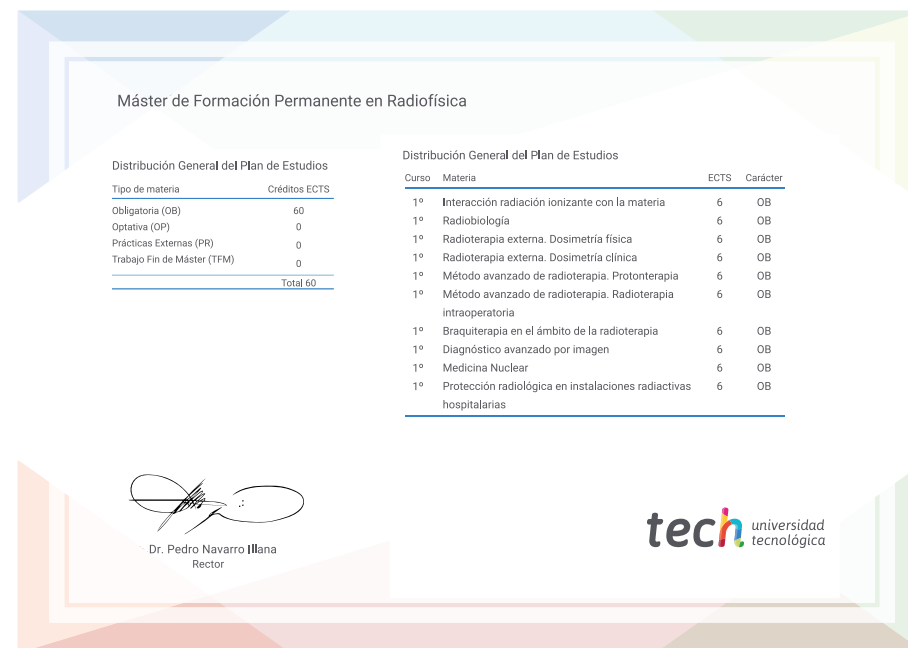 Máster de Formación Permanente en Radiofísica
Distribución General del Plan de Estudios
Tipo de materia Créditos ECTS
Obligatoria (OB) 60
Optativa (OP) 0
Prácticas Externas (PR) 0
Trabajo Fin de Máster (TFM) 0
Total 60
Distribución General del Plan de Estudios
Curso Materia ECTS Carácter
1º Interacción radiación ionizante con la materia 6 OB
1º Radiobiología 6 OB
1º Radioterapia externa. Dosimetría física 6 OB
1º Radioterapia externa. Dosimetría clínica 6 OB
1º Método avanzado de radioterapia. Protonterapia 6 OB
1º Método avanzado de radioterapia. Radioterapia 6 OB
intraoperatoria
1º Braquiterapia en el ámbito de la radioterapia 6 OB
1º Diagnóstico avanzado por imagen 6 OB
1º Medicina Nuclear 6 OB
1º Protección radiológica en instalaciones radiactivas 6 OB
hospitalarias
Dr. Pedro Navarro Illana
Rector
tech universidad
tecnológica